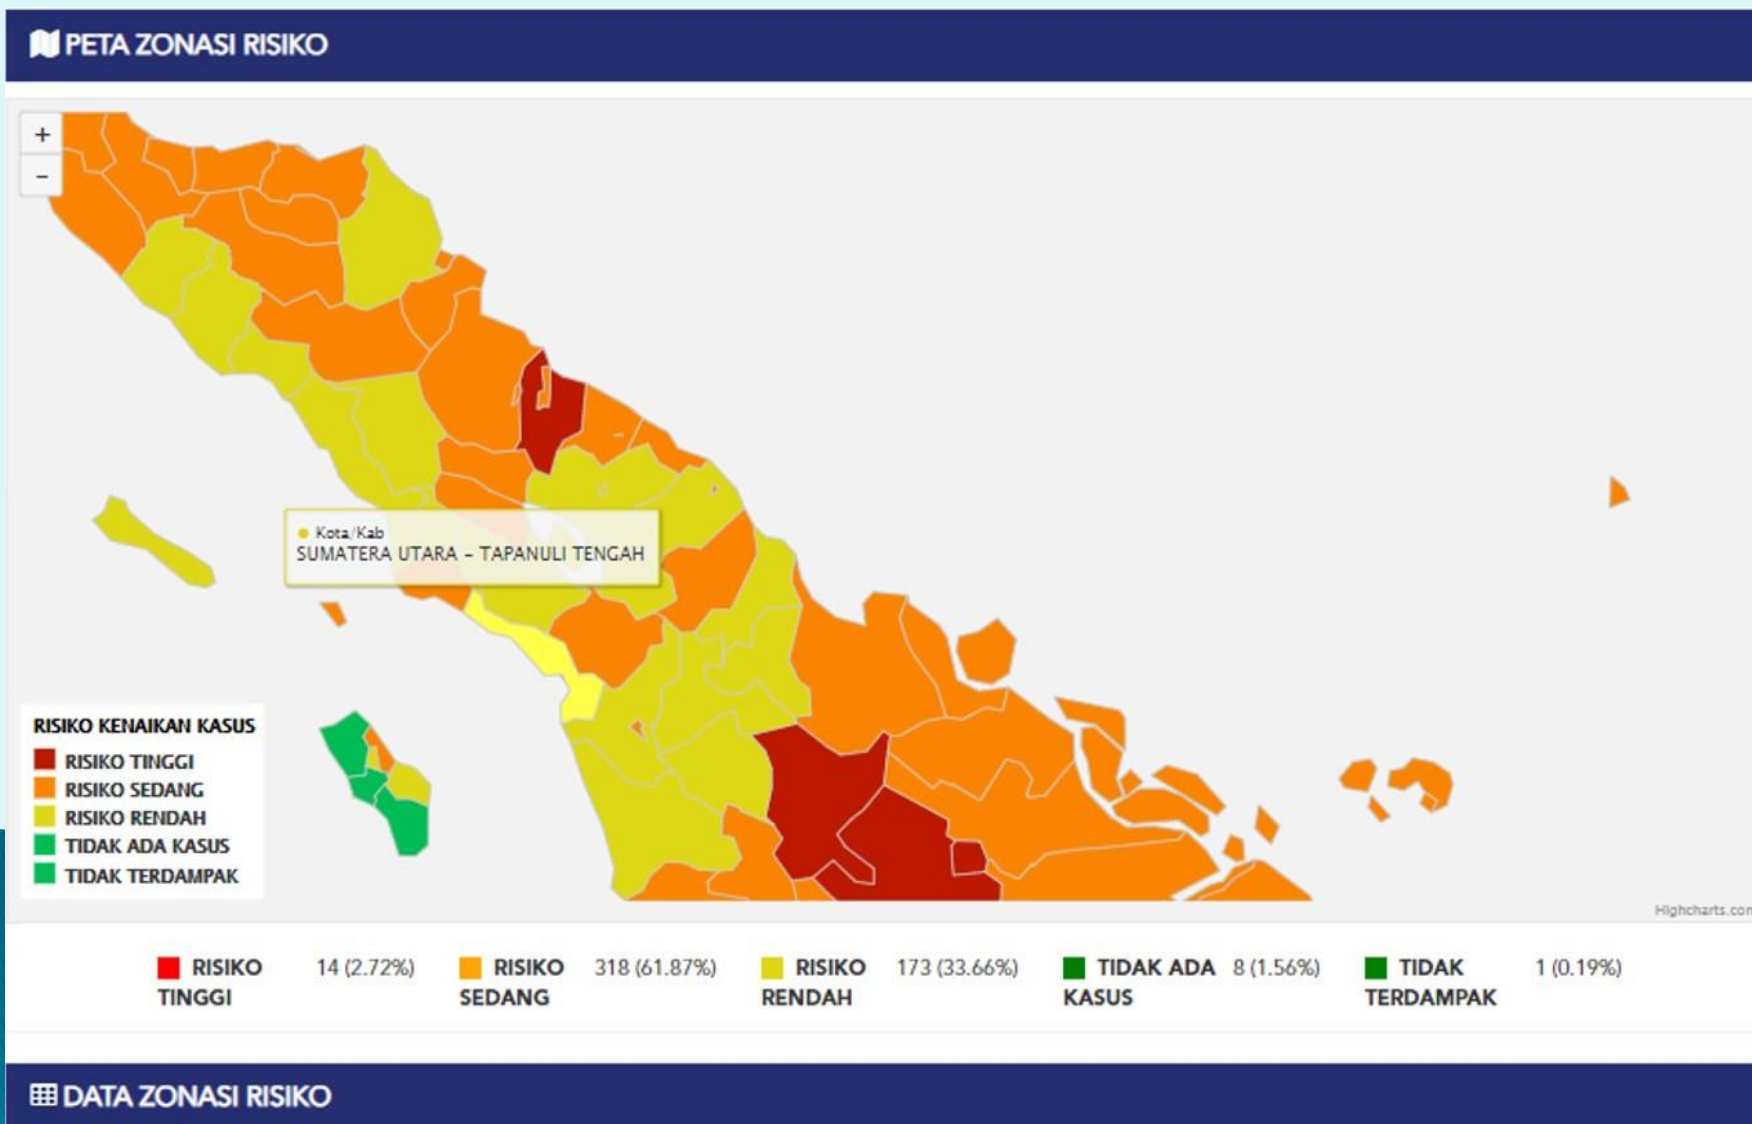 PETA ZONASI RISIKO
+
-
Kota/Kab
SUMATERA UTARA - TAPANULI TENGAH
RISIKO KENAIKAN KASUS
RISIKO TINGGI
RISIKO SEDANG
RISIKO RENDAH
TIDAK ADA KASUS
TIDAK TERDAMPAK
Highcharts.com
RISIKO TINGGI 14 (2.72%)
RISIKO SEDANG 318 (61.87%)
RISIKO RENDAH 173 (33.66%)
TIDAK ADA KASUS 8 (1.56%)
TIDAK TERDAMPAK 1 (0.19%)
DATA ZONASI RISIKO